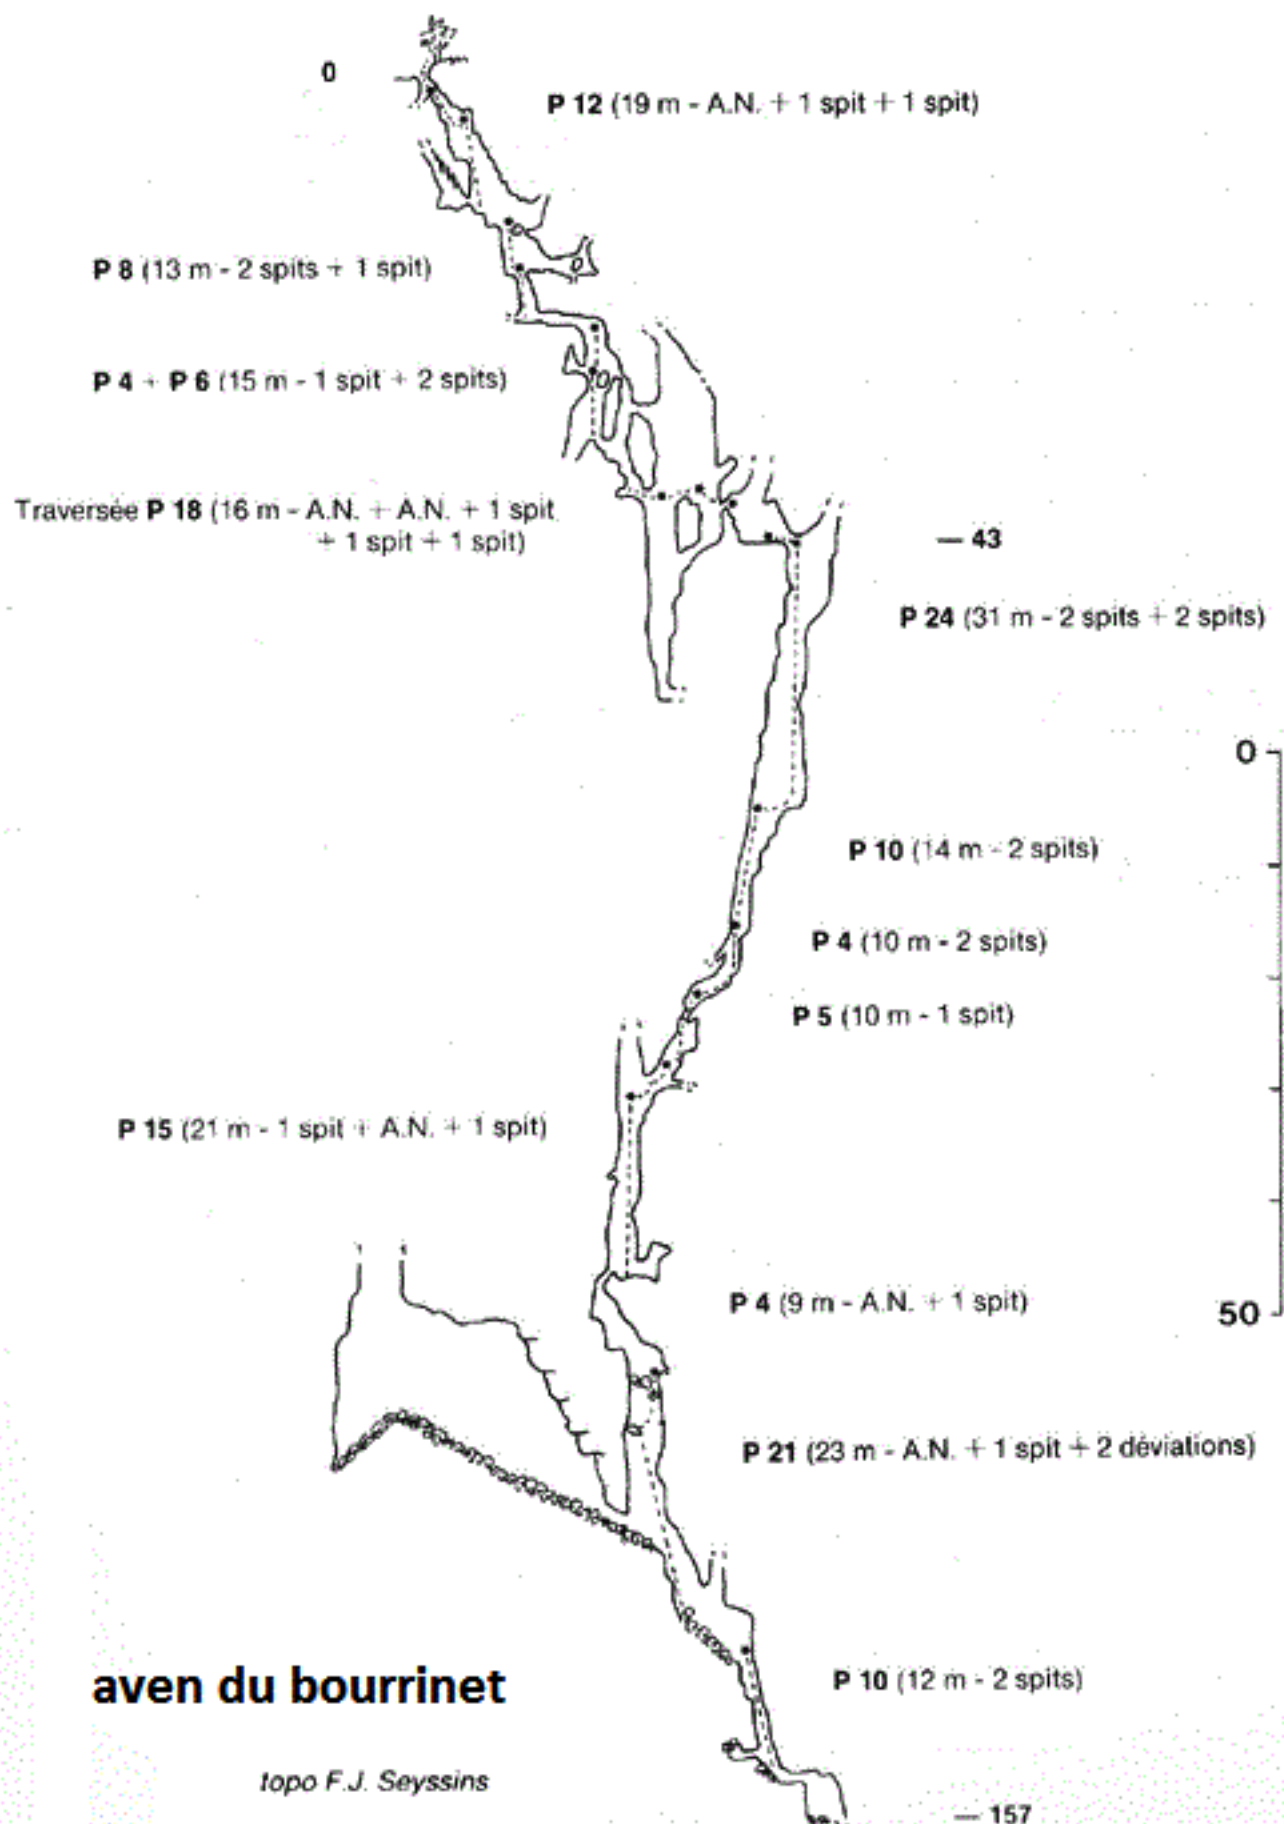 0
P 12 (19 m - A.N. + 1 spit + 1 spit)
P 8 (13 m - 2 spits + 1 spit)
P 4 + P 6 (15 m - 1 spit + 2 spits)
Traversée P 18 (16 m - A.N. + A.N. + 1 spit
+ 1 spit + 1 spit)
— 43
P 24 (31 m - 2 spits + 2 spits)
0
P 10 (14 m - 2 spits)
P 4 (10 m - 2 spits)
P 5 (10 m - 1 spit)
P 15 (21 m - 1 spit + A.N. + 1 spit)
P 4 (9 m - A.N. + 1 spit)
50
P 21 (23 m - A.N. + 1 spit + 2 déviations)
aven du bourrinet
P 10 (12 m - 2 spits)
topo F.J. Seyssins
— 157